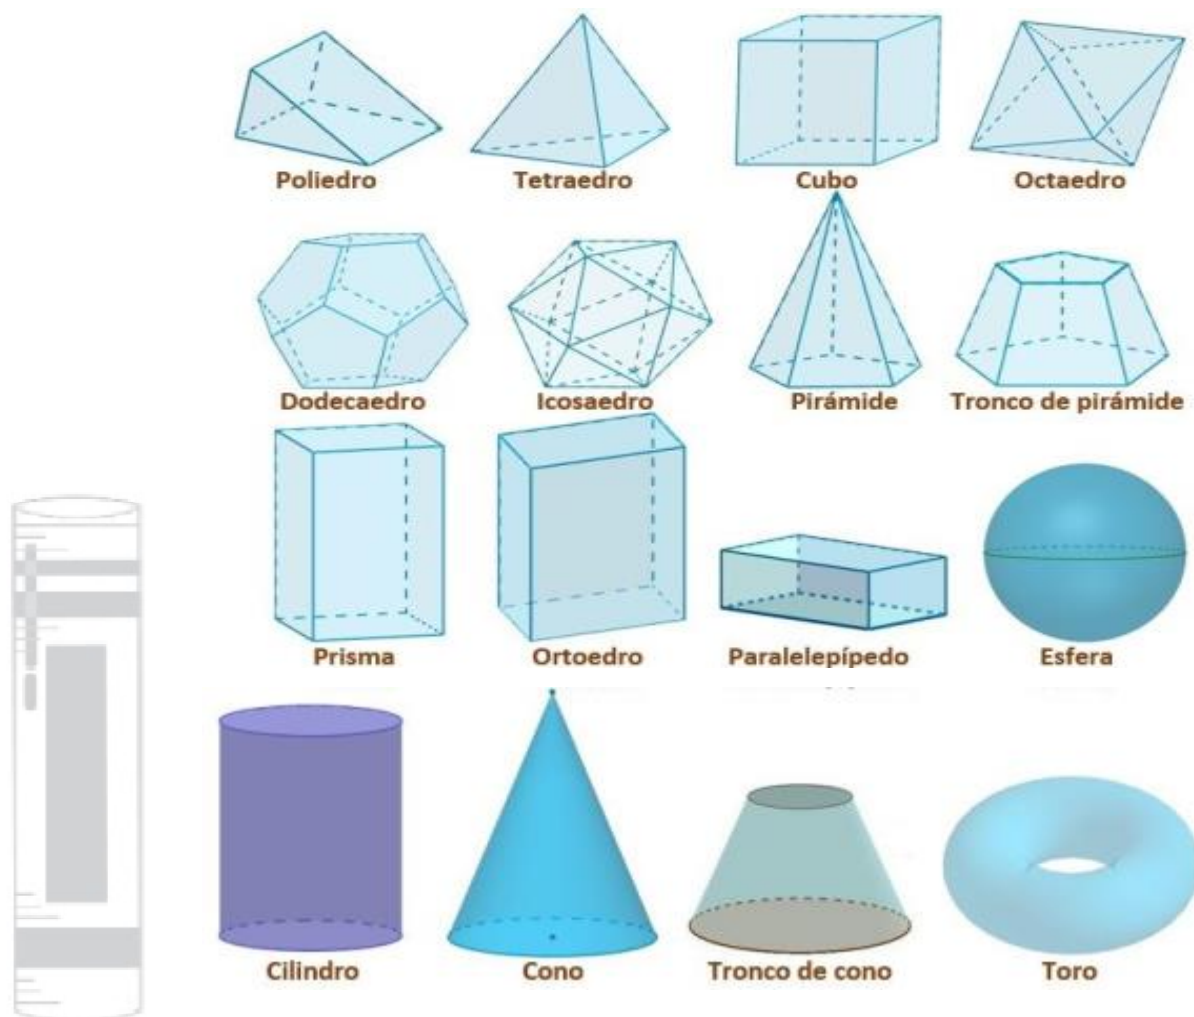 Poliedro Tetraedro Cubo Octaedro
Dodecaedro Icosaedro Pirámide Tronco de pirámide
Prisma Ortoedro Paralelepípedo Esfera
Cilindro Cono Tronco de cono Toro